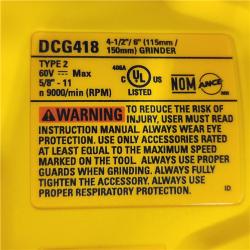 DCG418 4-1/2"/ 6" (115mm /
150mm) GRINDER
TYPE 2
60V ⎓ Max
5/8" - 11
n 9000/min (RPM)
408A
C UL US
LISTED
NOM
ANCE
WARNING TO REDUCE THE RISK OF
INJURY, USER MUST READ
INSTRUCTION MANUAL. ALWAYS WEAR EYE
PROTECTION. USE ONLY ACCESSORIES RATED
AT LEAST EQUAL TO THE MAXIMUM SPEED
MARKED ON THE TOOL. ALWAYS USE PROPER
GUARDS WHEN GRINDING. ALWAYS FULLY
TIGHTEN THE ACCESSORY. ALWAYS USE
PROPER RESPIRATORY PROTECTION.
ID